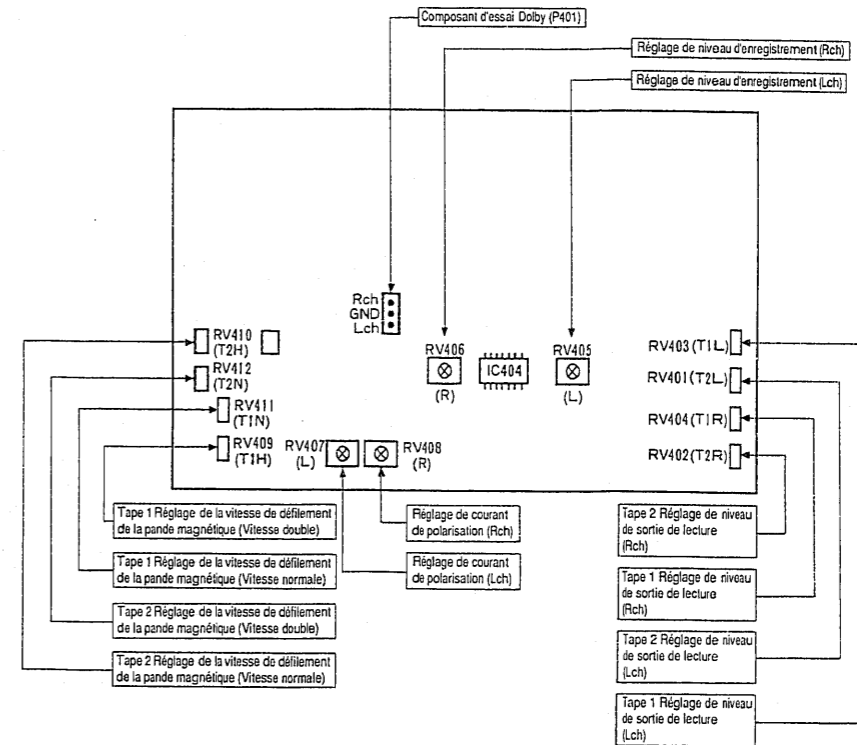 Composant d'essai Dolby (P401)
Réglage de niveau d'enregistrement (Rch)
Réglage de niveau d'enregistrement (Lch)
Rch
GND
Lch
RV410
(T2H)
RV412
(T2N)
RV411
(T1N)
RV409
(T1H)
RV406
(R)
IC404
RV405
(L)
RV407
(L)
RV408
(R)
RV403 (T1L)
RV401 (T2L)
RV404 (T1R)
RV402 (T2R)
Tape 1 Réglage de la vitesse de défilement
de la pande magnétique (Vitesse double)
Tape 1 Réglage de la vitesse de défilement
de la pande magnétique (Vitesse normale)
Tape 2 Réglage de la vitesse de défilement
de la pande magnétique (Vitesse double)
Tape 2 Réglage de la vitesse de défilement
de la pande magnétique (Vitesse normale)
Réglage de courant
de polarisation (Rch)
Réglage de courant
de polarisation (Lch)
Tape 2 Réglage de niveau
de sortie de lecture
(Rch)
Tape 1 Réglage de niveau
de sortie de lecture
(Rch)
Tape 2 Réglage de niveau
de sortie de lecture
(Lch)
Tape 1 Réglage de niveau
de sortie de lecture
(Lch)